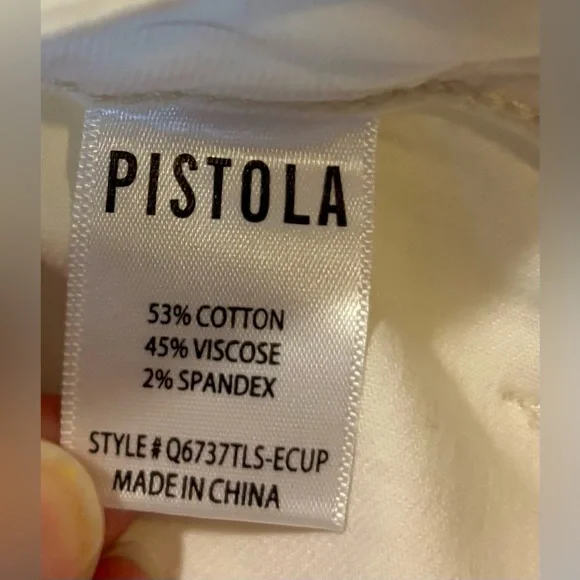 PISTOLA
53% COTTON
45% VISCOSE
2% SPANDEX
STYLE # Q6737TLS-ECUP
MADE IN CHINA